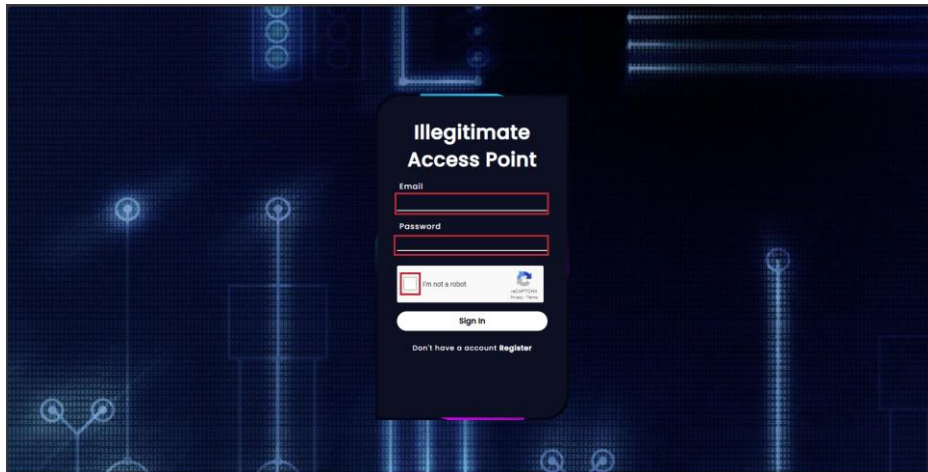 Illegitimate
Access Point
Email
Password
I'm not a robot
reCAPTCHA
Privacy - Terms
Sign In
Don't have a account Register